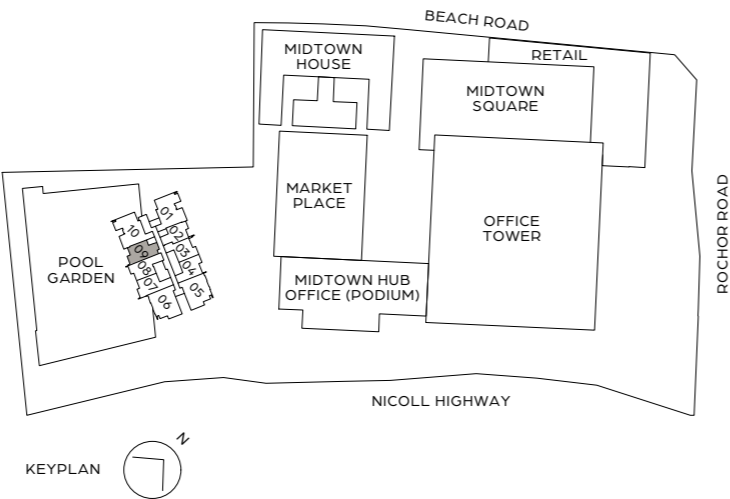 BEACH ROAD
MIDTOWN
HOUSE
RETAIL
MIDTOWN
SQUARE
MARKET
PLACE
OFFICE
TOWER
ROCHOR ROAD
01
02
03
04
05
10
09
08
07
06
POOL
GARDEN
MIDTOWN HUB
OFFICE (PODIUM)
NICOLL HIGHWAY
KEYPLAN
N